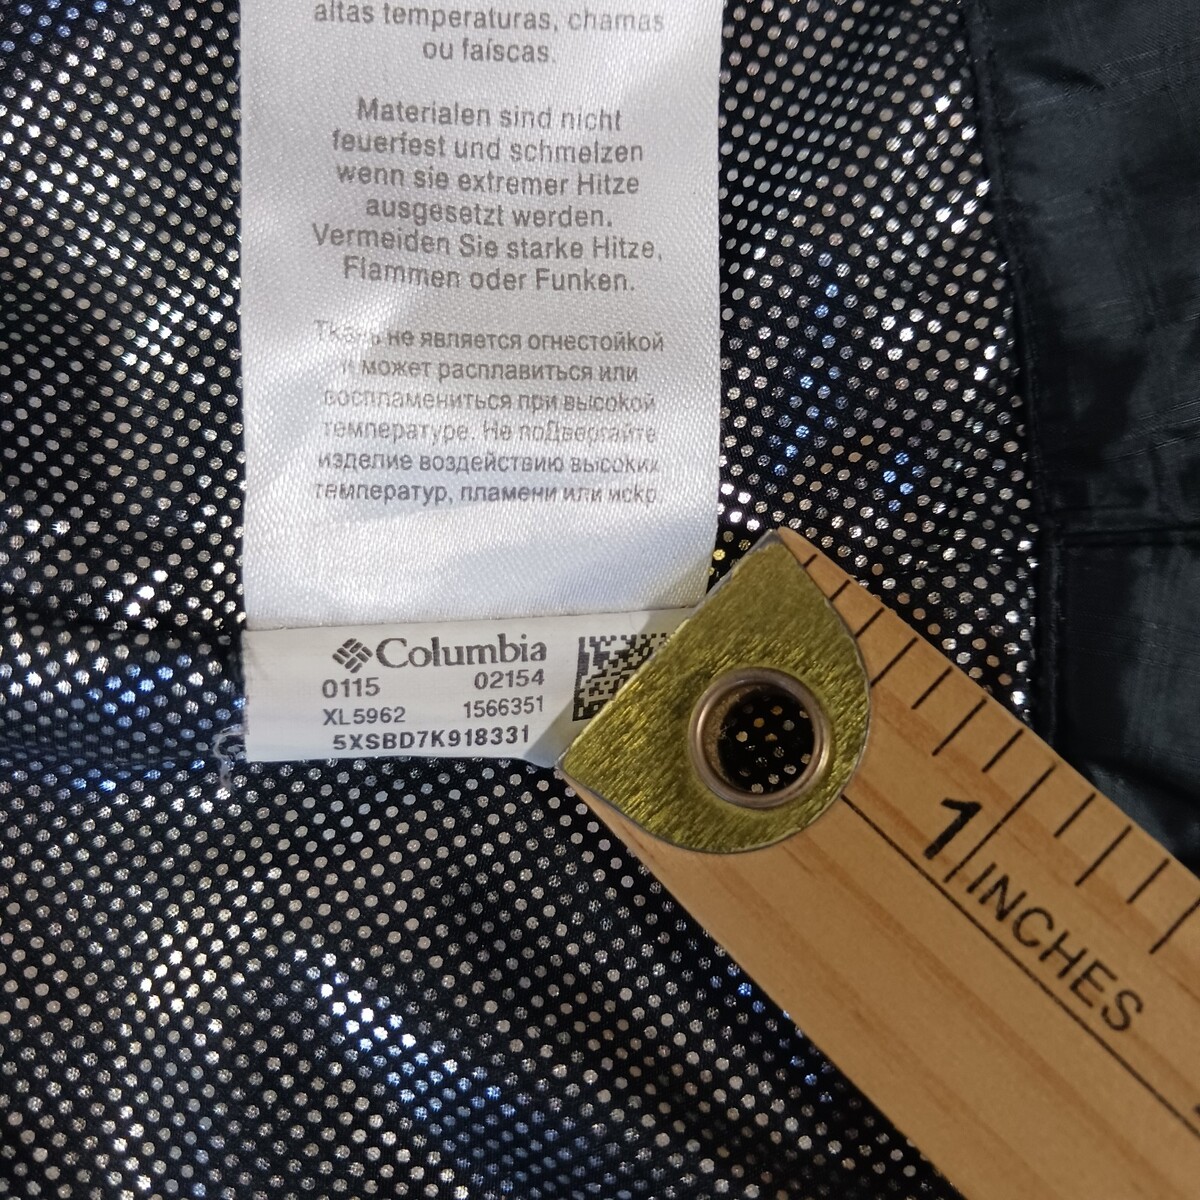 altas temperaturas, chamas
ou faíscas.
Materialen sind nicht
feuerfest und schmelzen
wenn sie extremer Hitze
ausgesetzt werden.
Vermeiden Sie starke Hitze,
Flammen oder Funken.
Ткань не является огнестойкой
и может расплавиться или
воспламениться при высокой
температуре. Не подвергайте
изделие воздействию высоких
температур, пламени или искр
Columbia
0115 02154
XL5962 1566351
5XSBD7K918331
1
INCHES